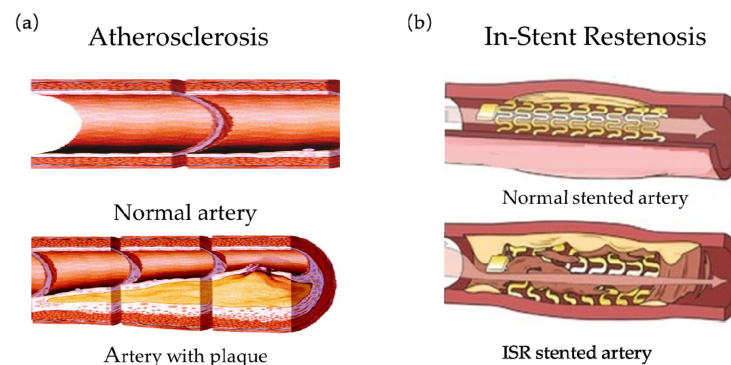 (a)
Atherosclerosis
Normal artery
Artery with plaque
(b)
In-Stent Restenosis
Normal stented artery
ISR stented artery